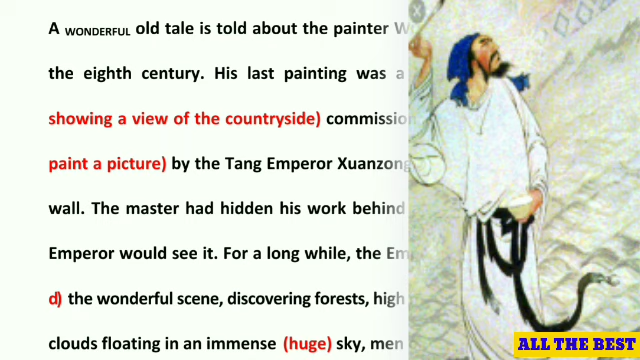 A WONDERFUL old tale is told about the painter
the eighth century. His last painting was a
showing a view of the countryside) commissio
paint a picture) by the Tang Emperor Xuanzong
wall. The master had hidden his work behind
Emperor would see it. For a long while, the Em
d) the wonderful scene, discovering forests, high
clouds floating in an immense (huge) sky, men
ALL THE BEST